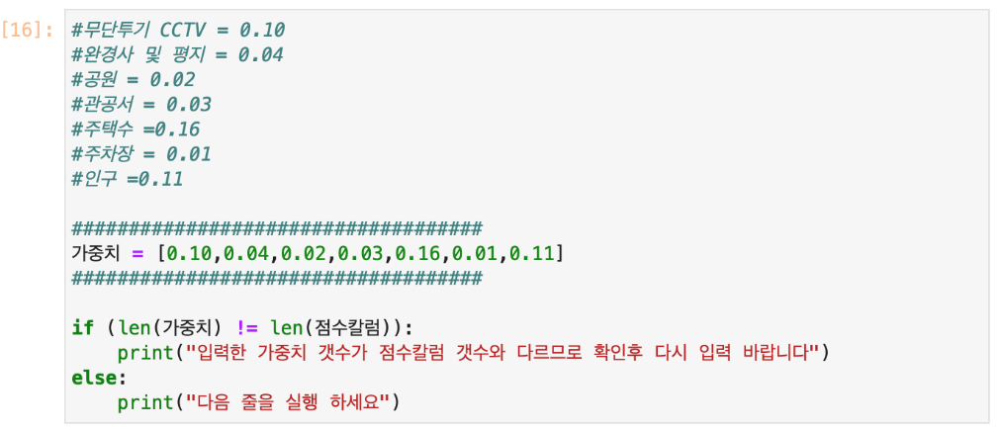 [16]:
#무단투기 CCTV = 0.10
#완경사 및 평지 = 0.04
#공원 = 0.02
#관공서 = 0.03
#주택수 =0.16
#주차장 = 0.01
#인구 =0.11
####################################
가중치 = [0.10,0.04,0.02,0.03,0.16,0.01,0.11]
####################################
if (len(가중치) != len(점수칼럼)):
    print("입력한 가중치 갯수가 점수칼럼 갯수와 다르므로 확인후 다시 입력 바랍니다")
else:
    print("다음 줄을 실행 하세요")